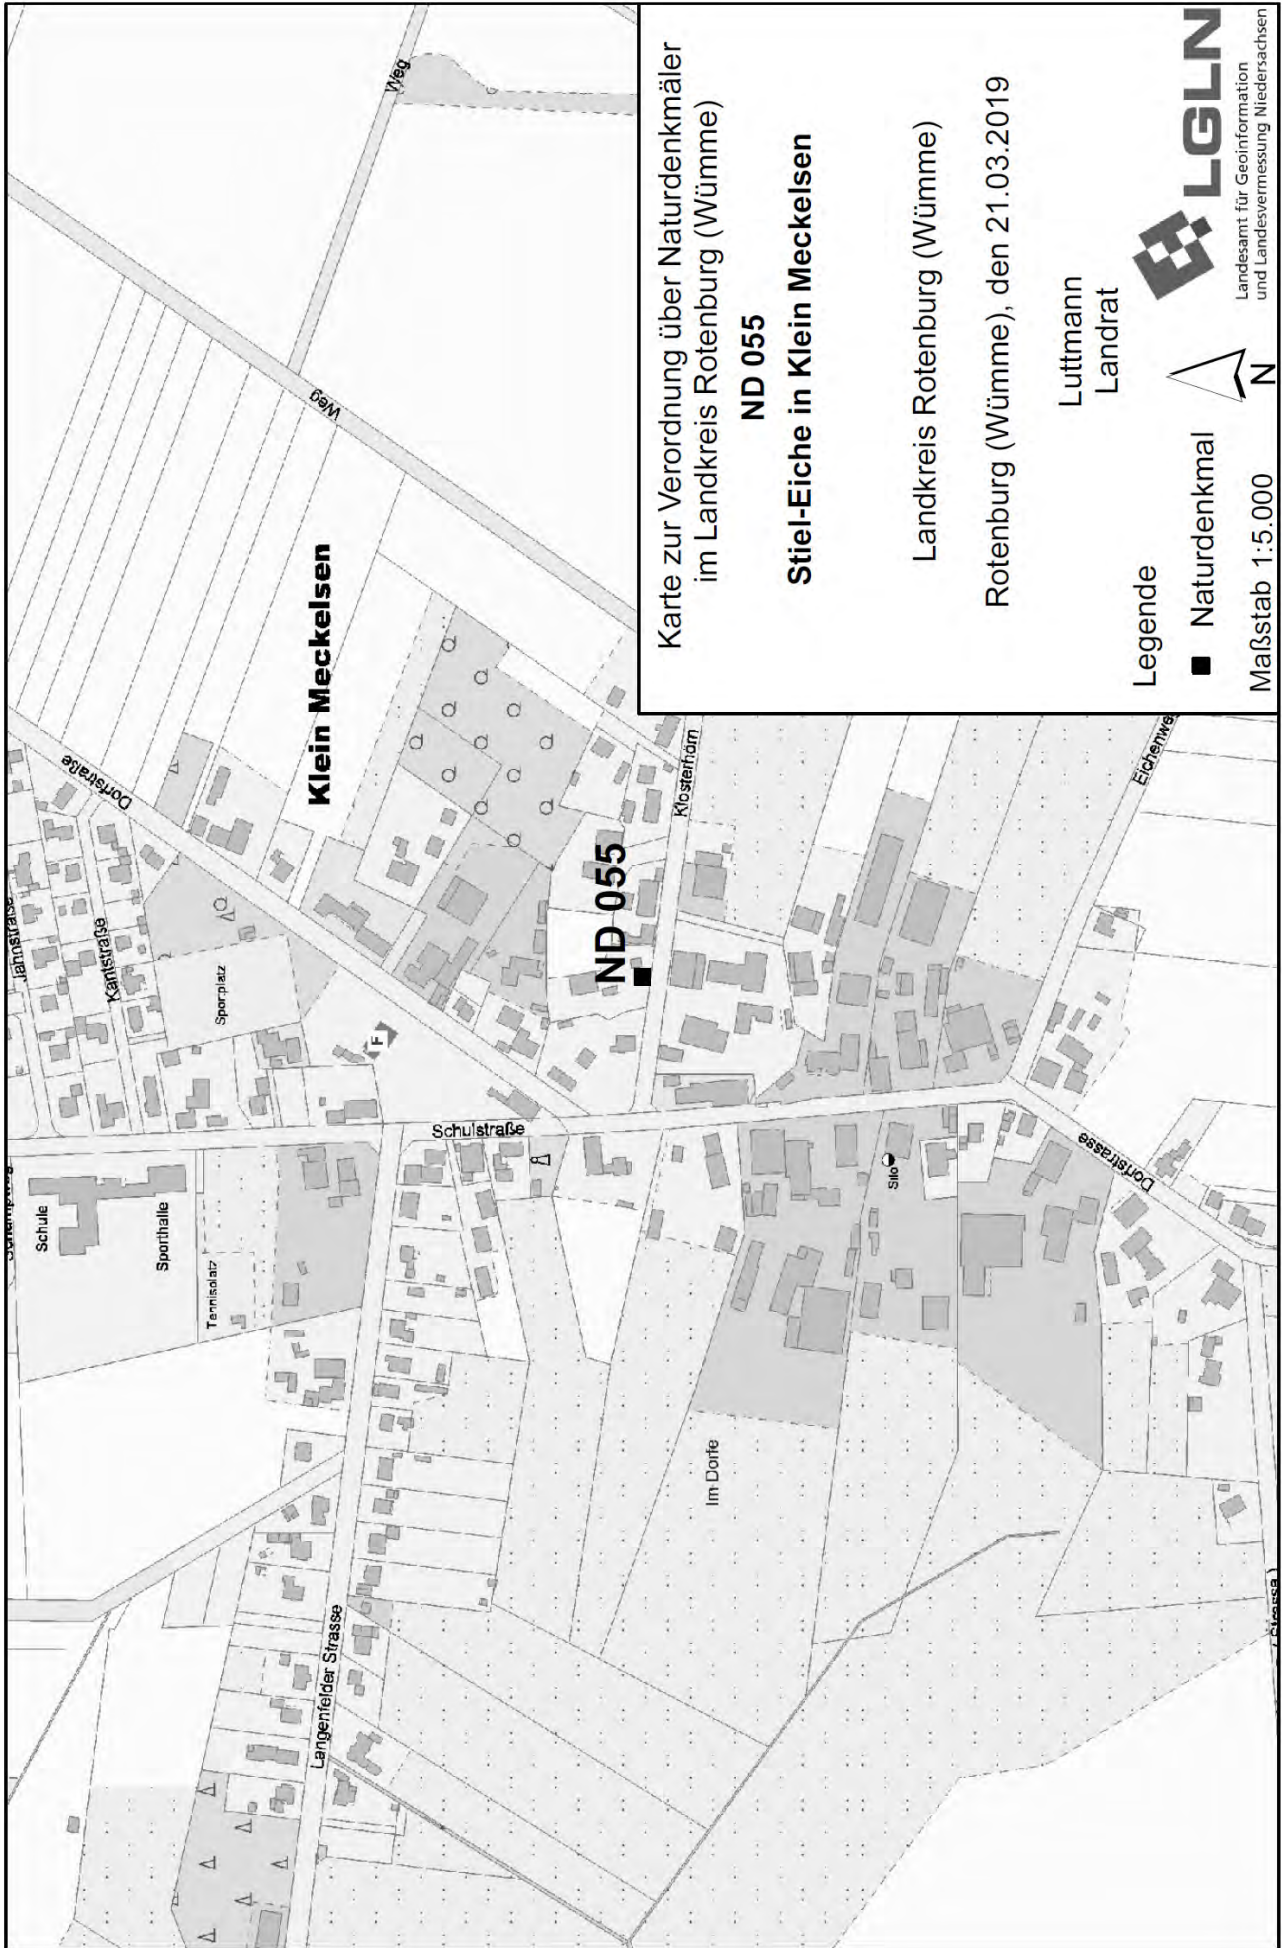 Karte zur Verordnung über Naturdenkmäler
im Landkreis Rotenburg (Wümme)
ND 055
Stiel-Eiche in Klein Meckelsen
Landkreis Rotenburg (Wümme)
Rotenburg (Wümme), den 21.03.2019
Luttmann
Landrat
Legende
Naturdenkmal
Maßstab 1:5.000
N
LGLN
Landesamt für Geoinformation
und Landesvermessung Niedersachsen
Klein Meckelsen
ND 055
Weg
Weg
Dorfstraße
Jahnstraße
Kantstraße
Sportplatz
F
Schulstraße
Klosterhörn
Schule
Sporthalle
Tennisplatz
Langenfelder Strasse
Im Dorfe
Silo
Dorfstrasse